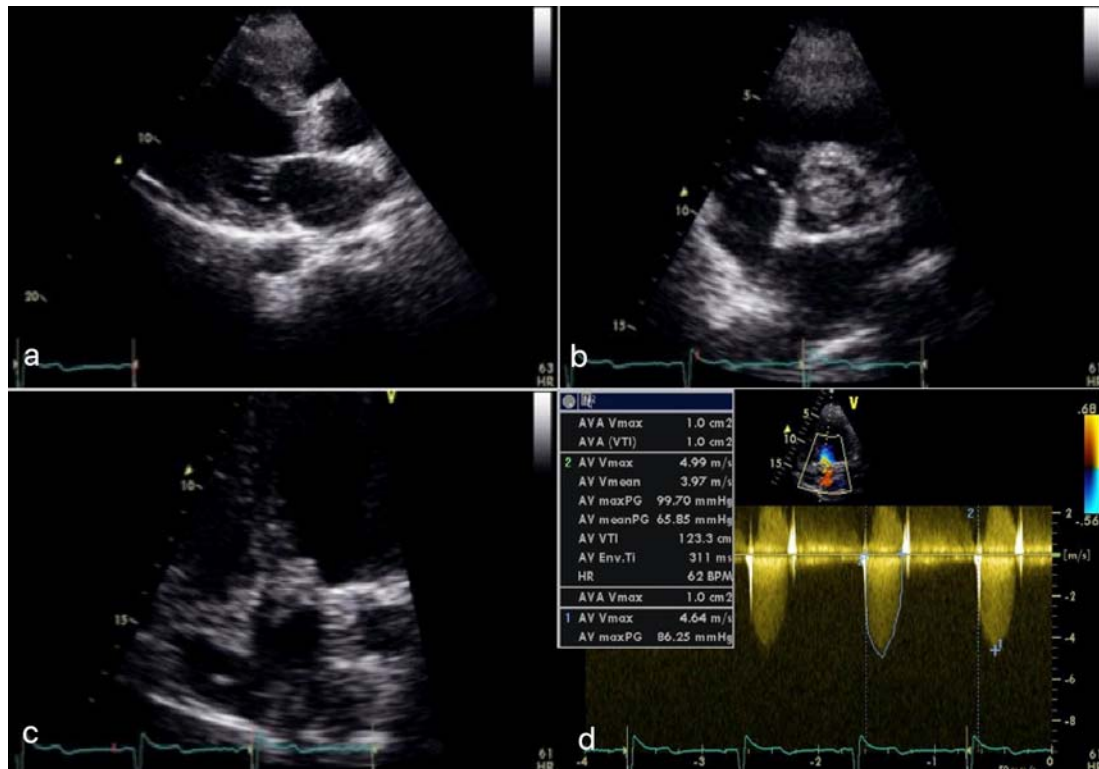 10
20
a
63
HR
5
10
15
b
61
HR
V
10
15
c
61
HR
AVA Vmax 1.0 cm2
AVA (VTI) 1.0 cm2
2 AV Vmax 4.99 m/s
AV Vmean 3.97 m/s
AV maxPG 99.70 mmHg
AV meanPG 65.85 mmHg
AV VTI 123.3 cm
AV Env.Ti 311 ms
HR 62 BPM
AVA Vmax 1.0 cm2
1 AV Vmax 4.64 m/s
AV maxPG 86.25 mmHg
V
5
10
15
.68
-.56
2
2
[m/s]
-2
1
-4
-6
-8
d
-4
-3
-2
-1
0
HR